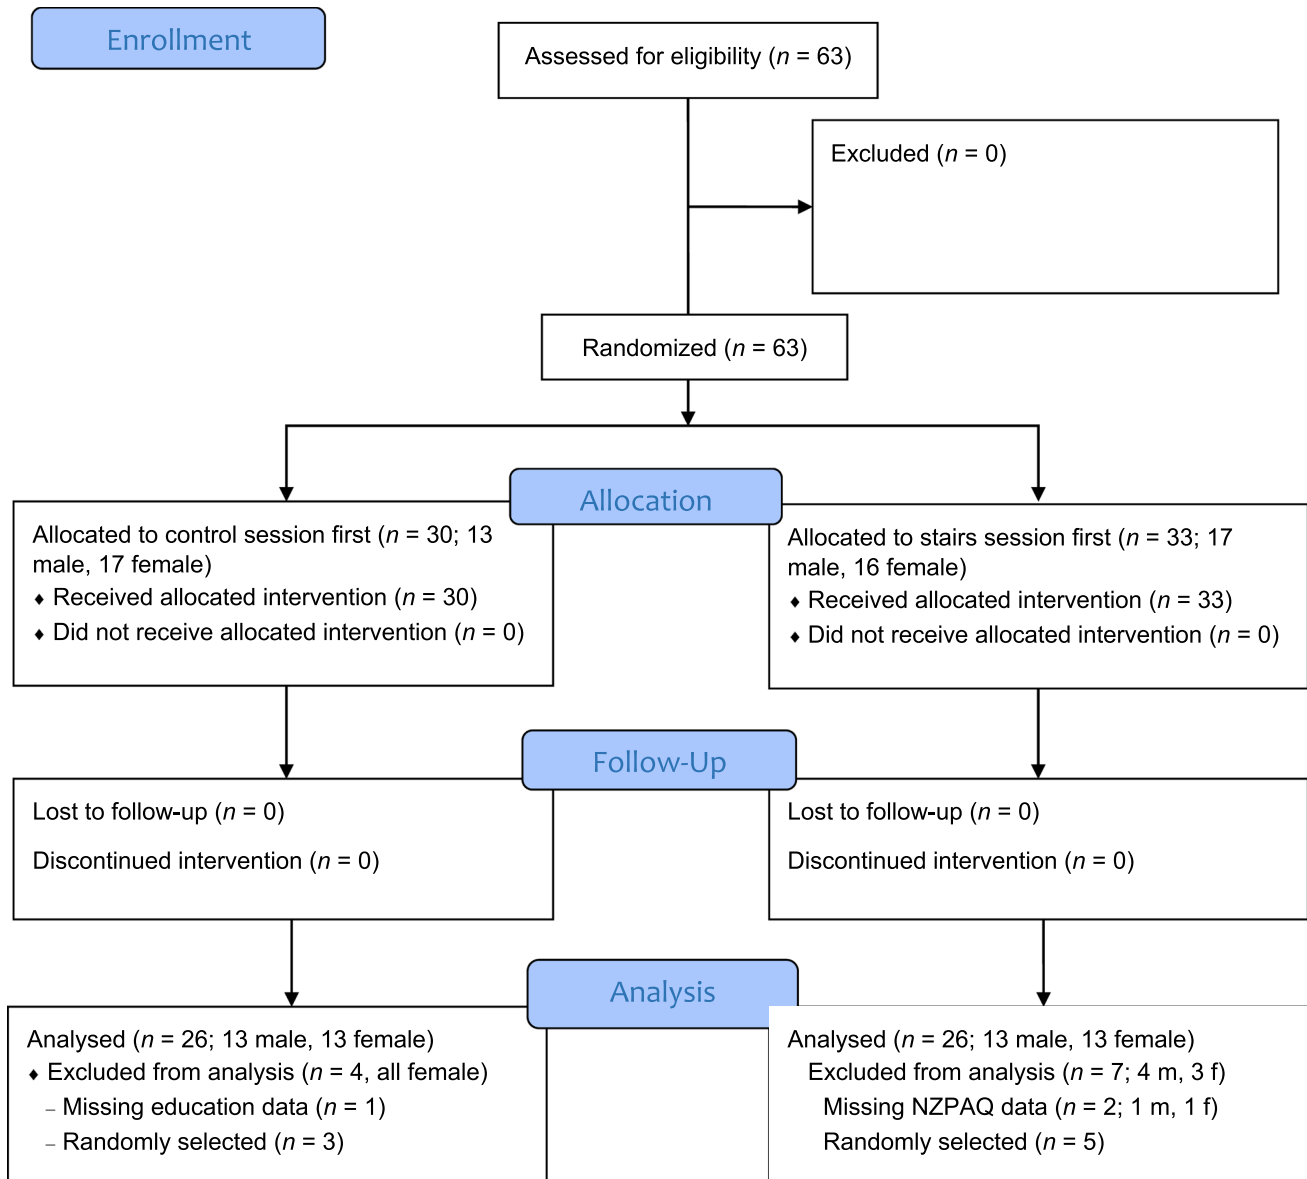 Enrollment
Assessed for eligibility (n = 63)
Excluded (n = 0)
Randomized (n = 63)
Allocation
Allocated to control session first (n = 30; 13
male, 17 female)
♦ Received allocated intervention (n = 30)
♦ Did not receive allocated intervention (n = 0)
Allocated to stairs session first (n = 33; 17
male, 16 female)
♦ Received allocated intervention (n = 33)
♦ Did not receive allocated intervention (n = 0)
Follow-Up
Lost to follow-up (n = 0)
Discontinued intervention (n = 0)
Lost to follow-up (n = 0)
Discontinued intervention (n = 0)
Analysis
Analysed (n = 26; 13 male, 13 female)
♦ Excluded from analysis (n = 4, all female)
– Missing education data (n = 1)
– Randomly selected (n = 3)
Analysed (n = 26; 13 male, 13 female)
Excluded from analysis (n = 7; 4 m, 3 f)
Missing NZPAQ data (n = 2; 1 m, 1 f)
Randomly selected (n = 5)